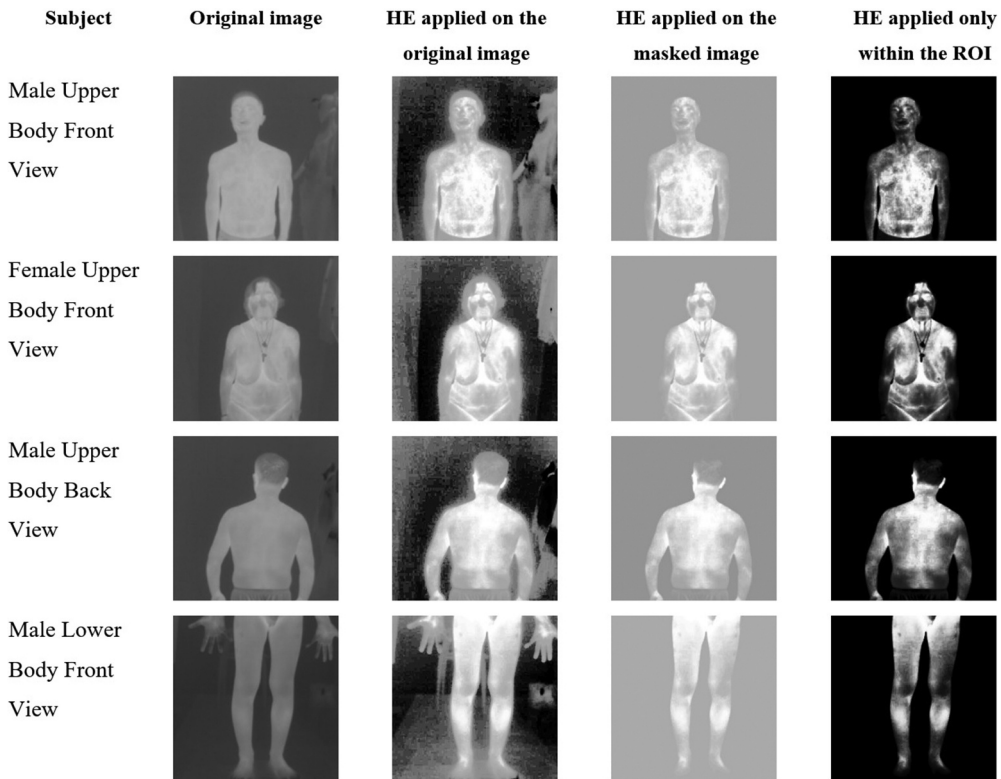 Subject
Original image
HE applied on the
original image
HE applied on the
masked image
HE applied only
within the ROI
Male Upper
Body Front
View
Female Upper
Body Front
View
Male Upper
Body Back
View
Male Lower
Body Front
View